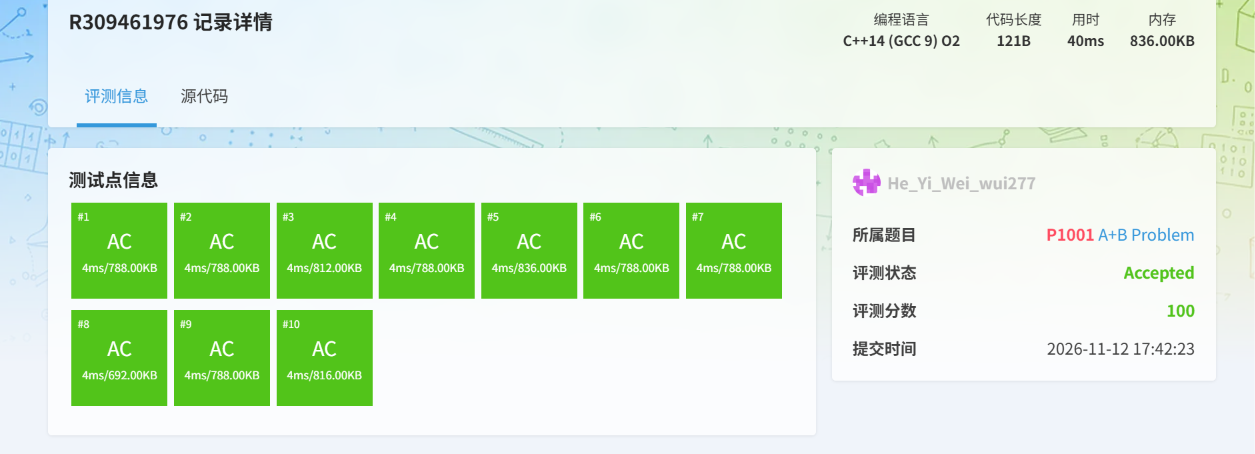 R309461976 记录详情
编程语言 代码长度 用时 内存
C++14 (GCC 9) O2 121B 40ms 836.00KB
评测信息 源代码
测试点信息
#1 #2 #3 #4 #5 #6 #7
AC AC AC AC AC AC AC
4ms/788.00KB 4ms/788.00KB 4ms/812.00KB 4ms/788.00KB 4ms/836.00KB 4ms/788.00KB 4ms/788.00KB
#8 #9 #10
AC AC AC
4ms/692.00KB 4ms/788.00KB 4ms/816.00KB
He_Yi_Wei_wui277
所属题目 P1001 A+B Problem
评测状态 Accepted
评测分数 100
提交时间 2026-11-12 17:42:23